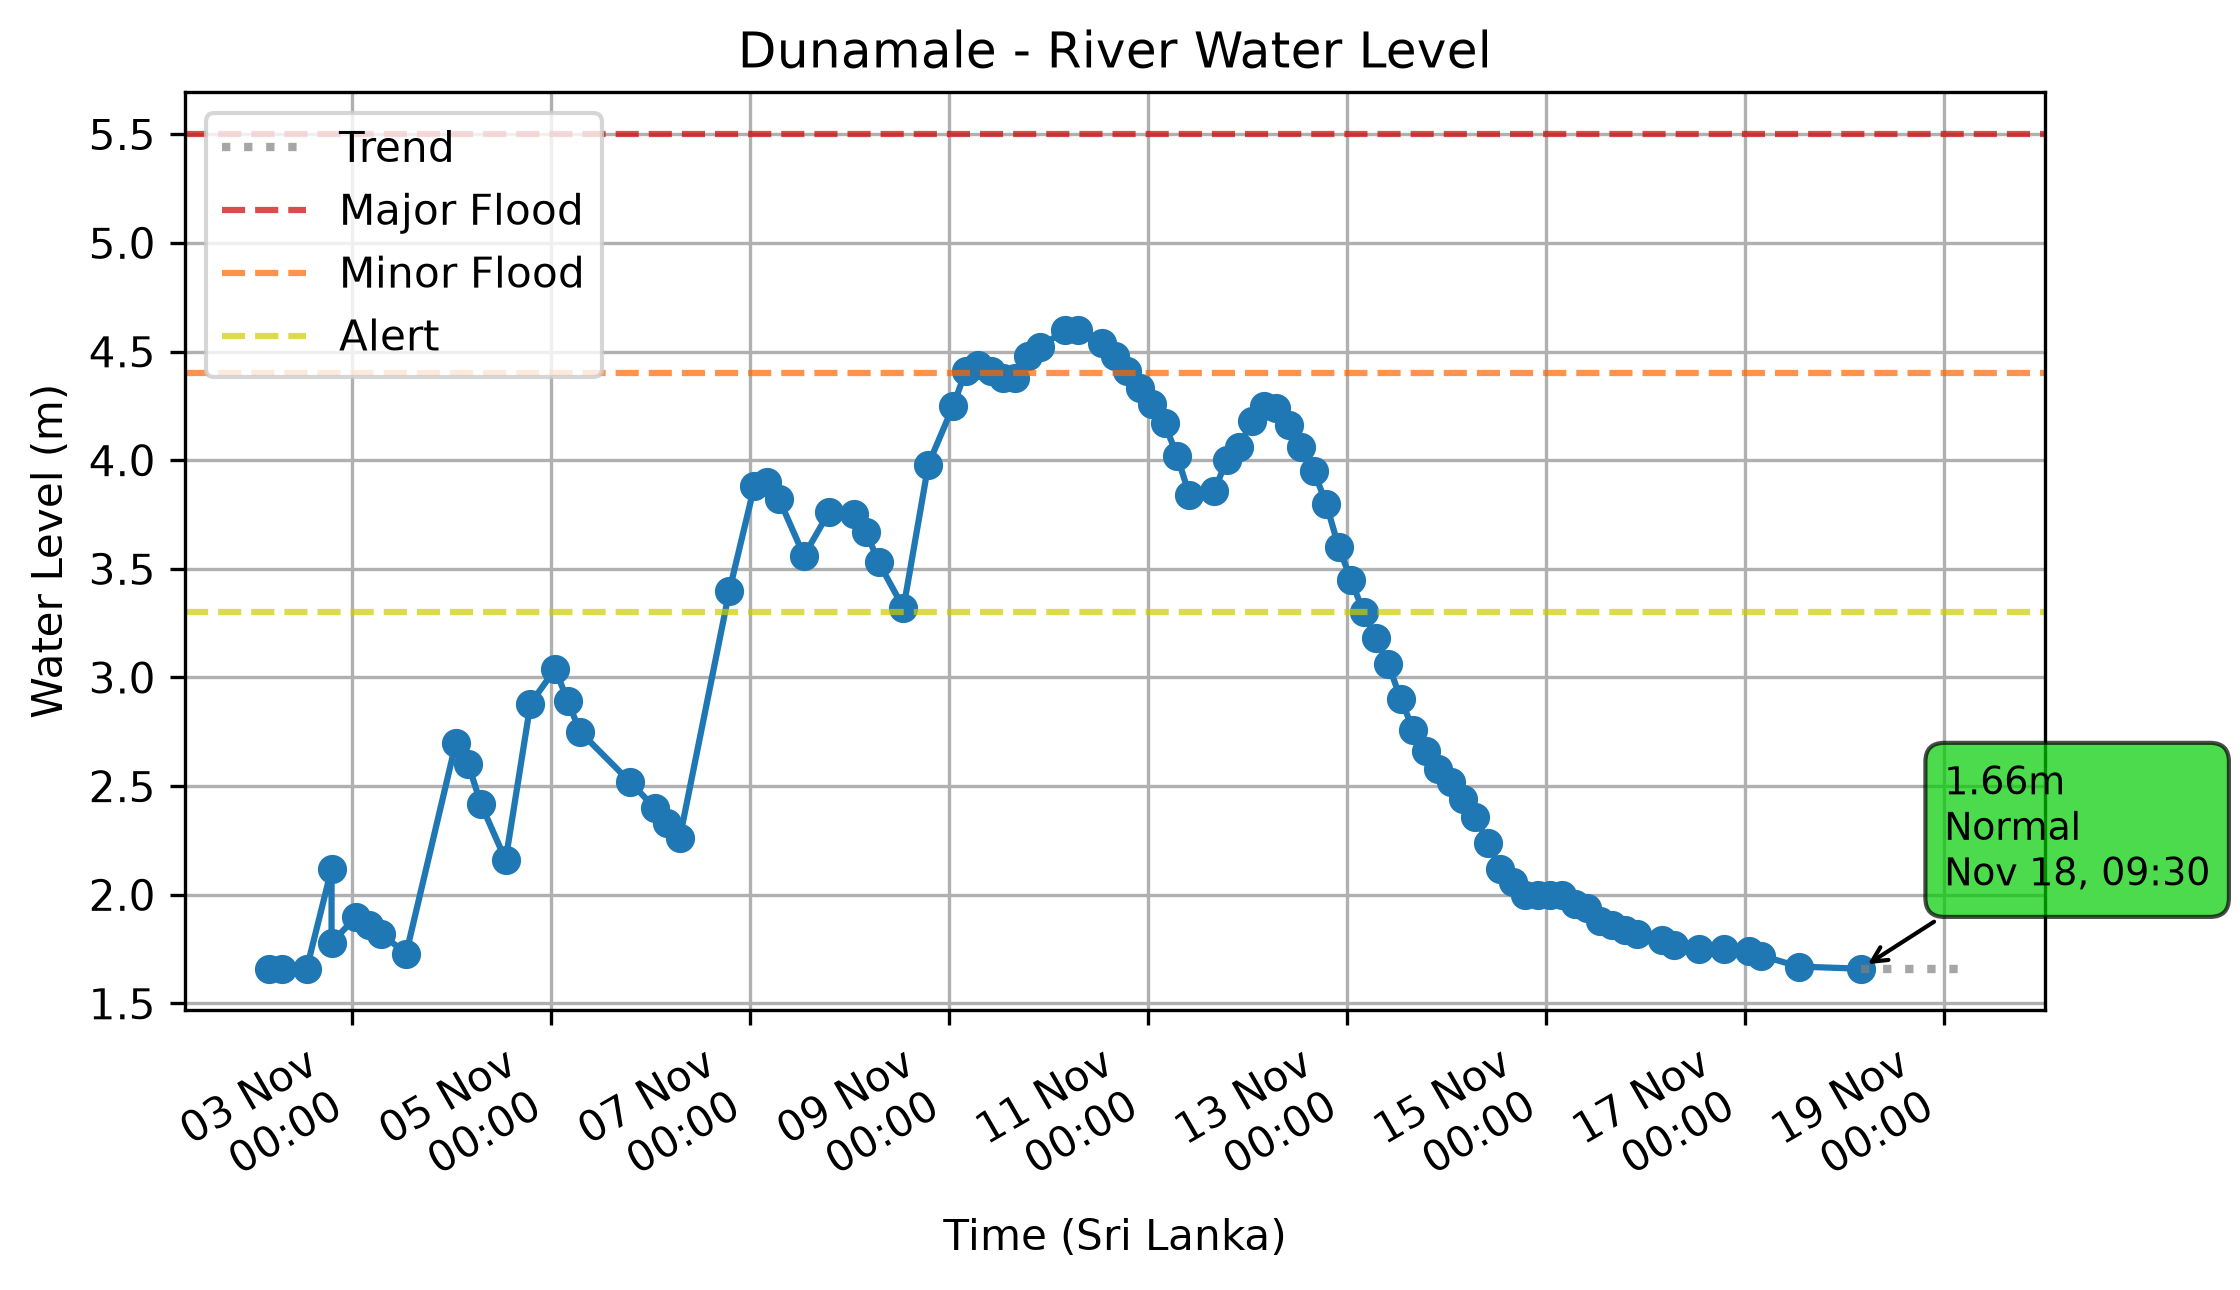 Dunamale - River Water Level
Trend
Major Flood
Minor Flood
Alert
Water Level (m)
5.5
5.0
4.5
4.0
3.5
3.0
2.5
2.0
1.5
1.66m
Normal
Nov 18, 09:30
03 Nov
00:00
05 Nov
00:00
07 Nov
00:00
09 Nov
00:00
11 Nov
00:00
13 Nov
00:00
15 Nov
00:00
17 Nov
00:00
19 Nov
00:00
Time (Sri Lanka)